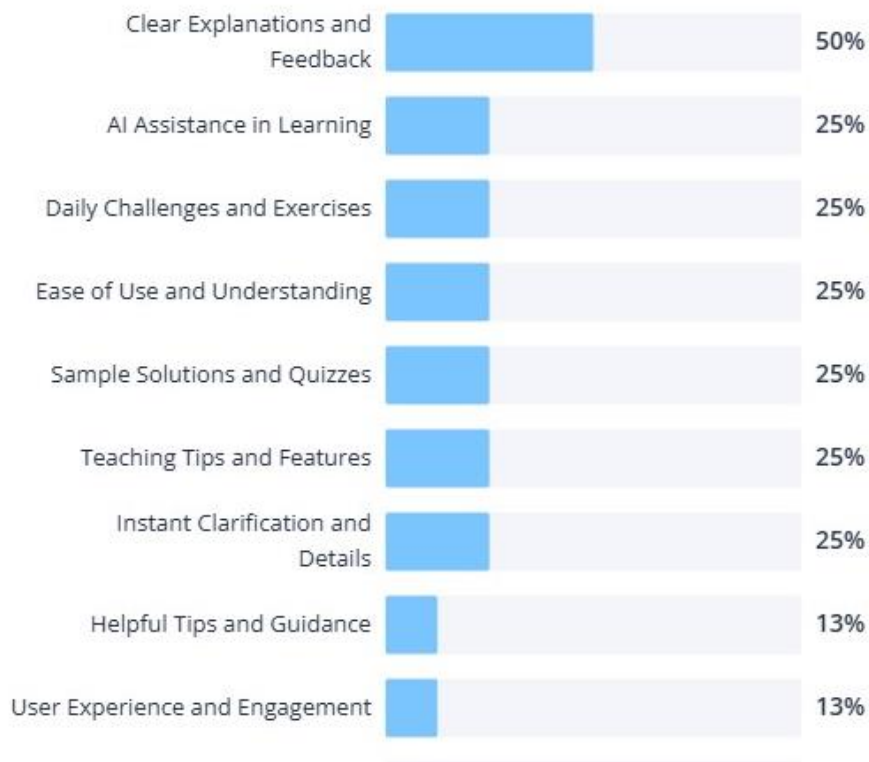 Clear Explanations and
Feedback
50%
AI Assistance in Learning
25%
Daily Challenges and Exercises
25%
Ease of Use and Understanding
25%
Sample Solutions and Quizzes
25%
Teaching Tips and Features
25%
Instant Clarification and
Details
25%
Helpful Tips and Guidance
13%
User Experience and Engagement
13%